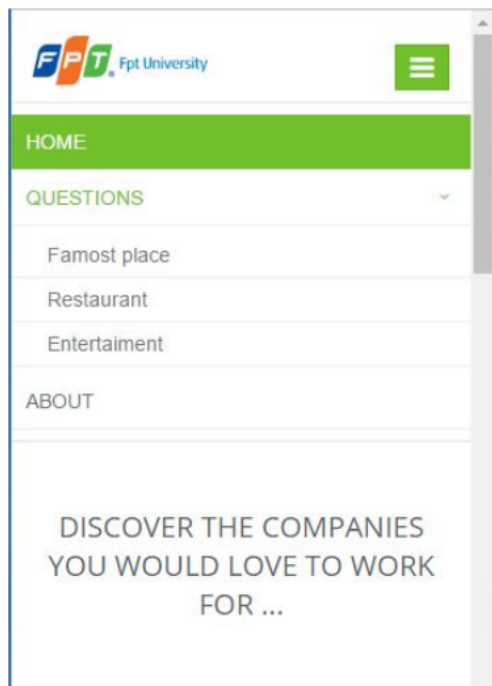 FPT Fpt University
HOME
QUESTIONS
Famost place
Restaurant
Entertaiment
ABOUT
DISCOVER THE COMPANIES
YOU WOULD LOVE TO WORK
FOR ...